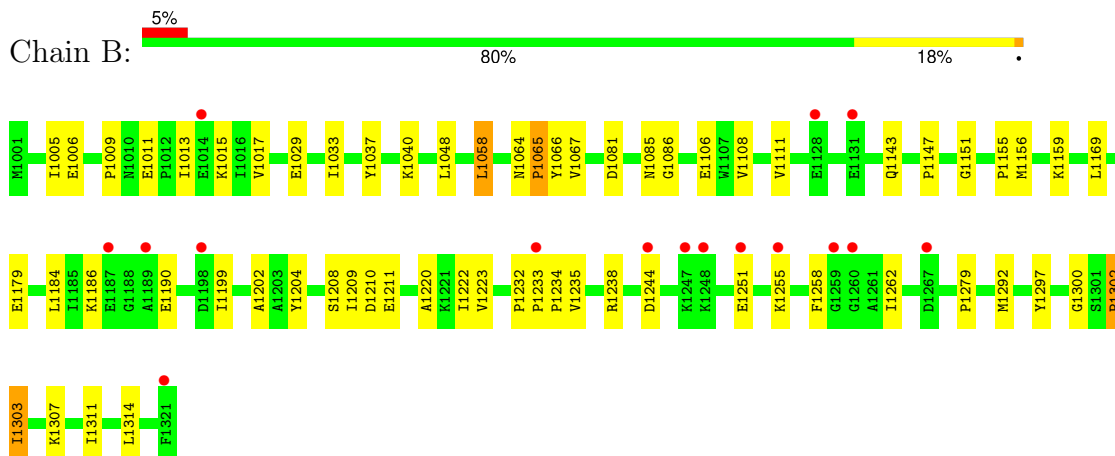 5%
Chain B:
80%
18%
•
M1001
I1005
E1006
P1009
N1010
E1011
P1012
I1013
E1014
K1015
I1016
V1017
E1029
I1033
Y1037
K1040
L1048
L1058
N1064
P1065
Y1066
V1067
D1081
N1085
G1086
E1106
W1107
V1108
V1111
E1128
E1131
Q1143
P1147
G1151
P1155
M1156
K1159
L1169
E1179
L1184
I1185
K1186
E1187
G1188
A1189
E1190
D1198
I1199
A1202
A1203
Y1204
S1208
I1209
D1210
E1211
A1220
K1221
I1222
V1223
P1232
P1233
P1234
V1235
R1238
D1244
K1247
K1248
E1251
K1255
F1258
G1259
G1260
A1261
I1262
D1267
P1279
M1292
Y1297
G1300
S1301
I1303
K1307
I1311
L1314
F1321